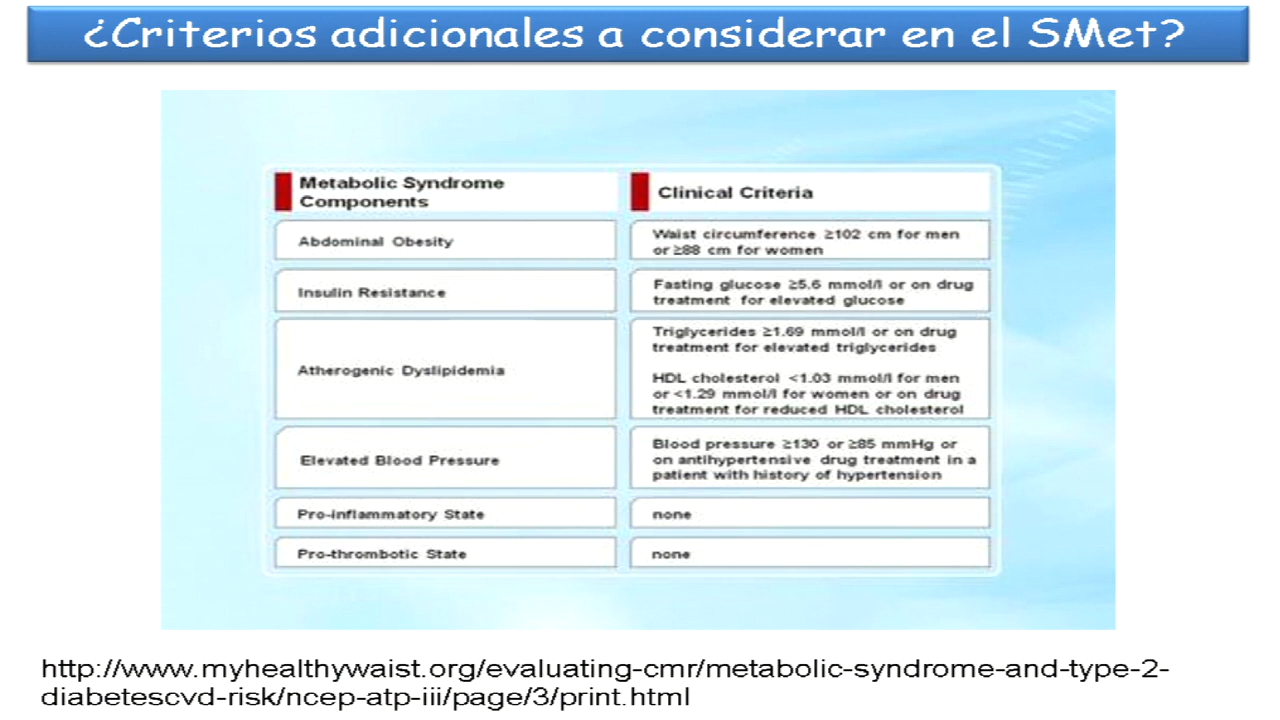 ¿Criterios adicionales a considerar en el SMet?
Metabolic Syndrome
Components
Clinical Criteria
Abdominal Obesity
Waist circumference ≥102 cm for men
or ≥88 cm for women
Insulin Resistance
Fasting glucose ≥5.6 mmol/l or on drug
treatment for elevated glucose
Atherogenic Dyslipidemia
Triglycerides ≥1.69 mmol/l or on drug
treatment for elevated triglycerides
HDL cholesterol <1.03 mmol/l for men
or <1.29 mmol/l for women or on drug
treatment for reduced HDL cholesterol
Elevated Blood Pressure
Blood pressure ≥130 or ≥85 mmHg or
on antihypertensive drug treatment in a
patient with history of hypertension
Pro-inflammatory State
none
Pro-thrombotic State
none
http://www.myhealthywaist.org/evaluating-cmr/metabolic-syndrome-and-type-2-
diabetescvd-risk/ncep-atp-iii/page/3/print.html